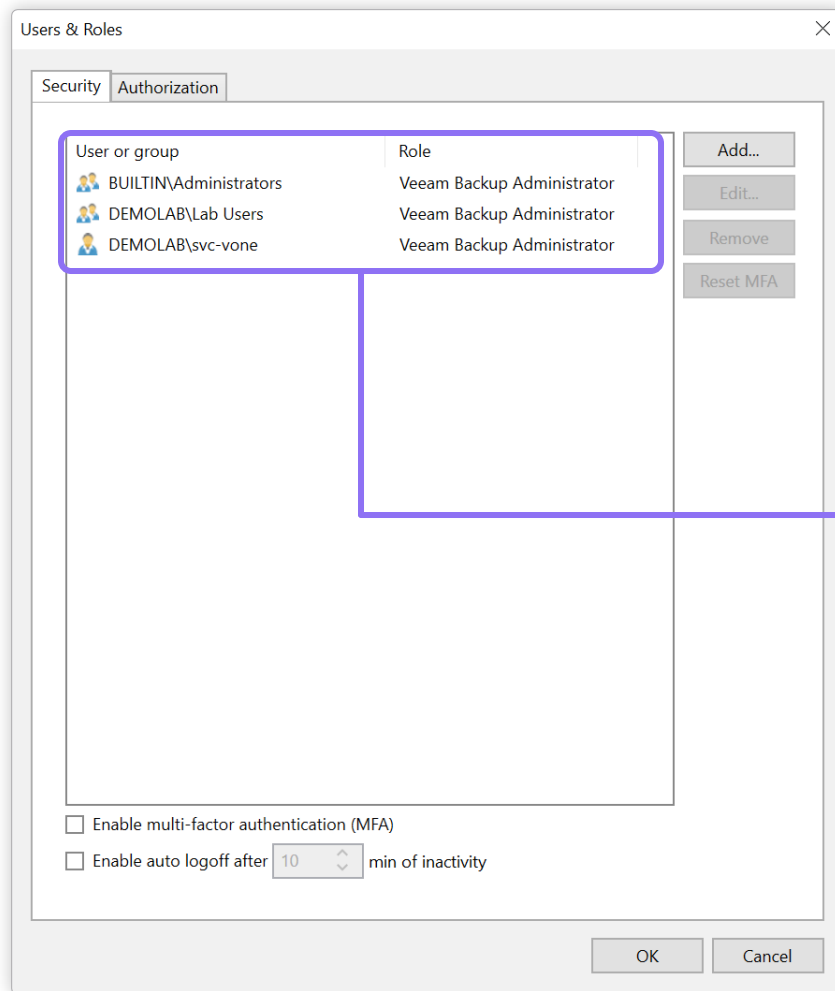 Users & Roles
Security Authorization
User or group Role Add...
BUILTIN\Administrators Veeam Backup Administrator Edit...
DEMOLAB\Lab Users Veeam Backup Administrator
DEMOLAB\svc-vone Veeam Backup Administrator Remove
Reset MFA
Enable multi-factor authentication (MFA)
Enable auto logoff after 10 min of inactivity
OK Cancel